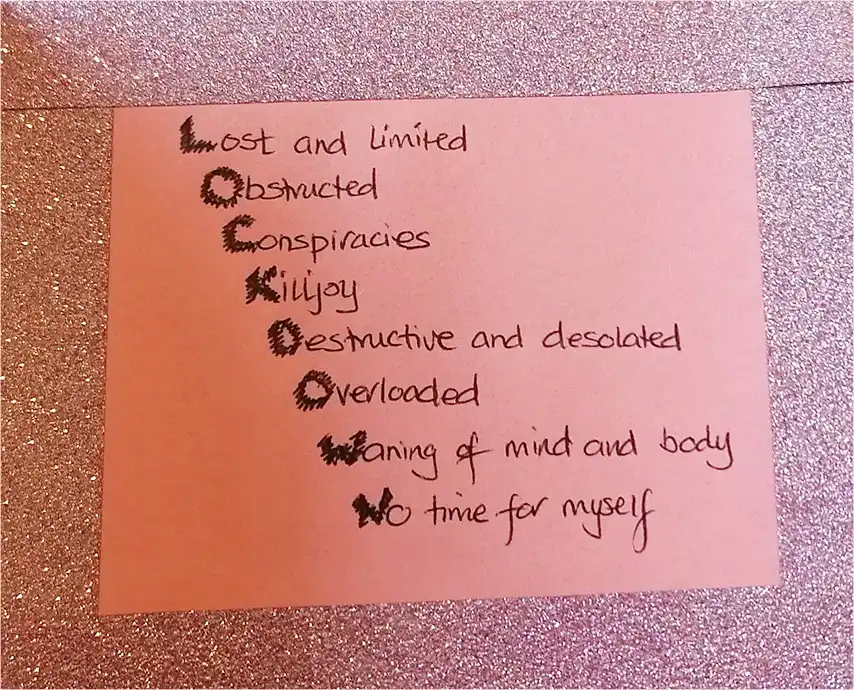 Lost and limited
Obstructed
Conspiracies
Killjoy
Destructive and desolated
Overloaded
Waning of mind and body
No time for myself